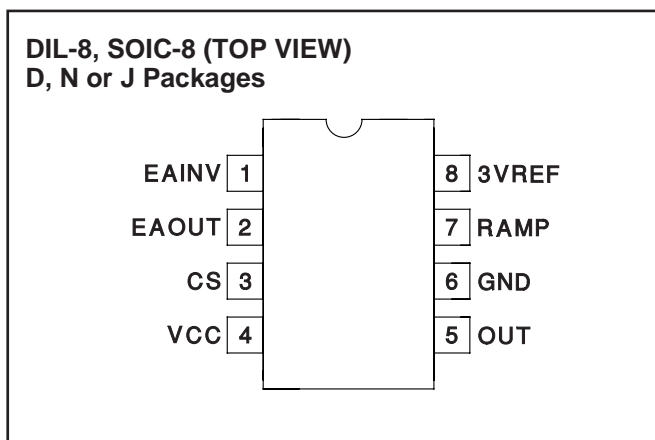 DIL-8, SOIC-8 (TOP VIEW)
D, N or J Packages
EAINV 1 8 3VREF
EAOUT 2 7 RAMP
CS 3 6 GND
VCC 4 5 OUT